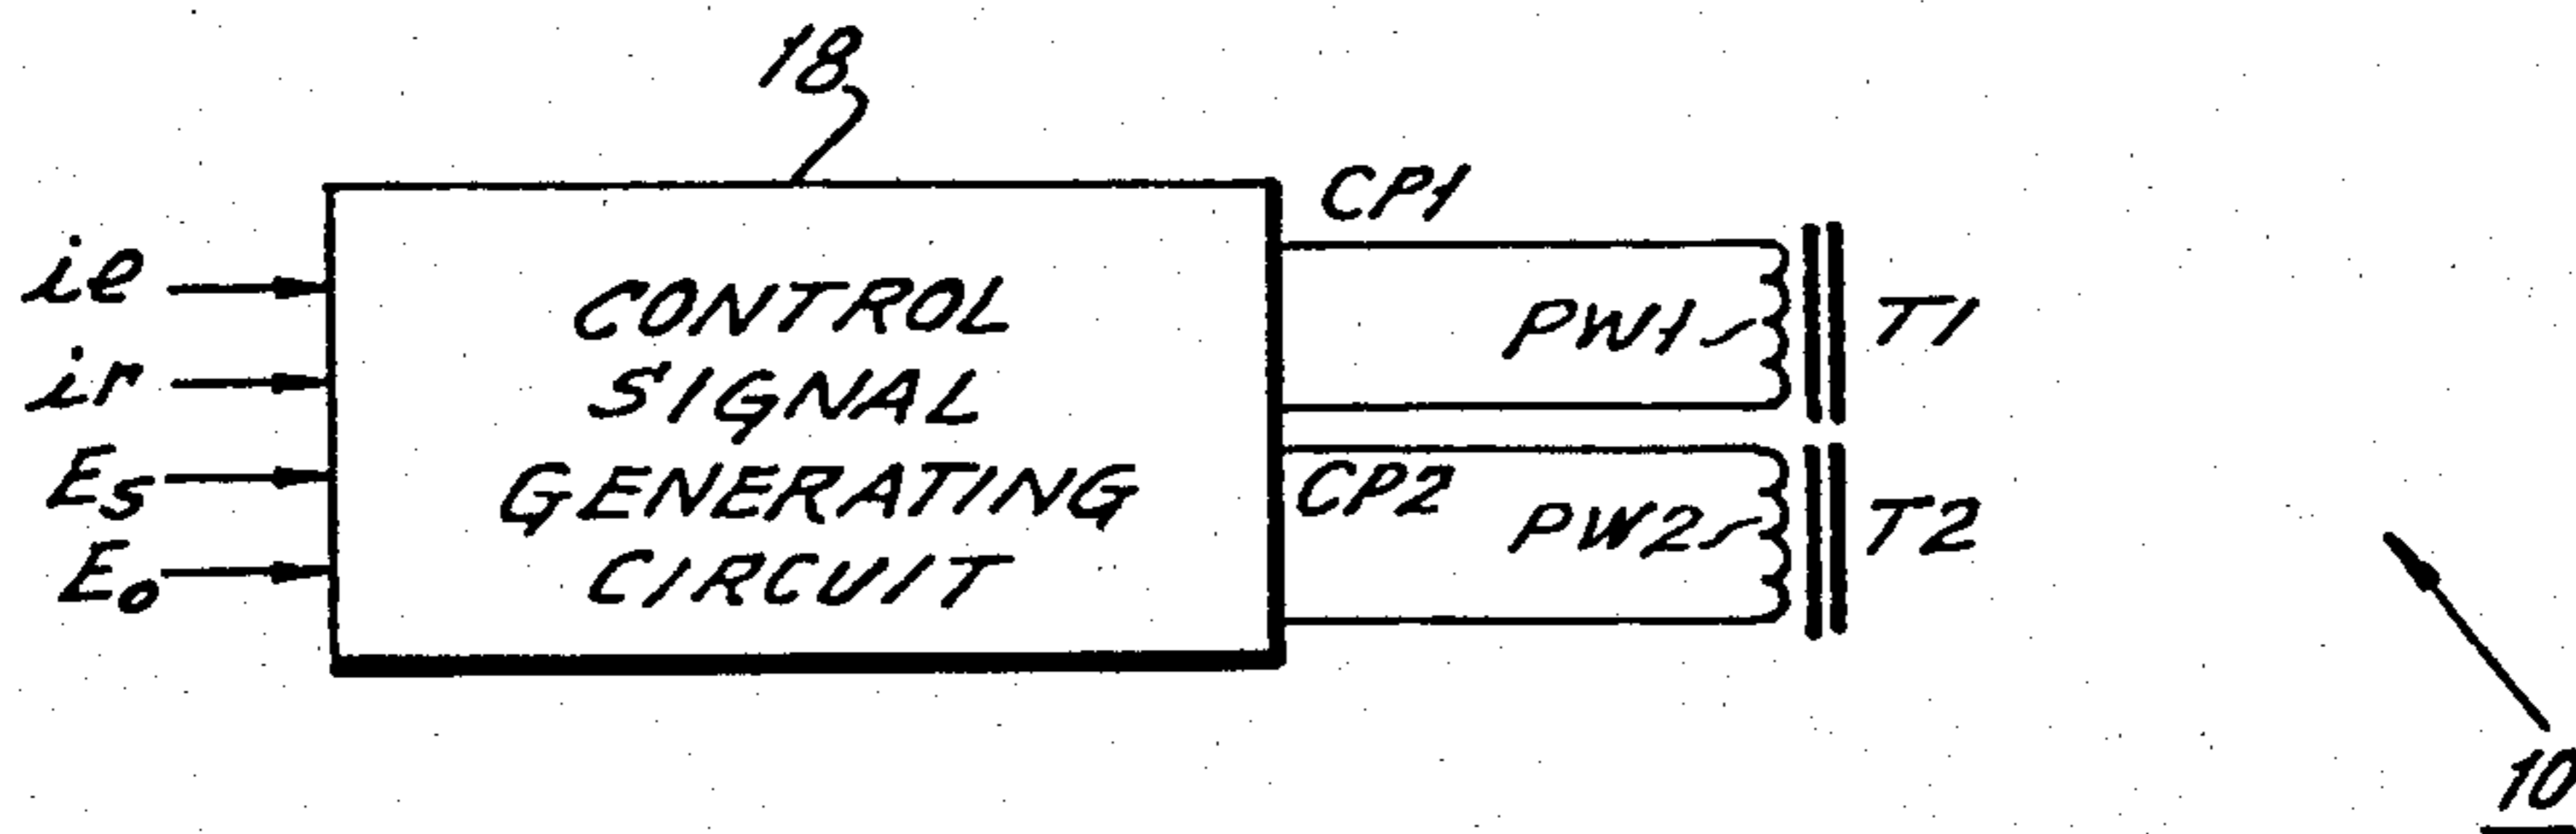 18
CP1
ie
ir
Es
Eo
CONTROL
SIGNAL
GENERATING
CIRCUIT
PW1
T1
CP2
PW2
T2
10